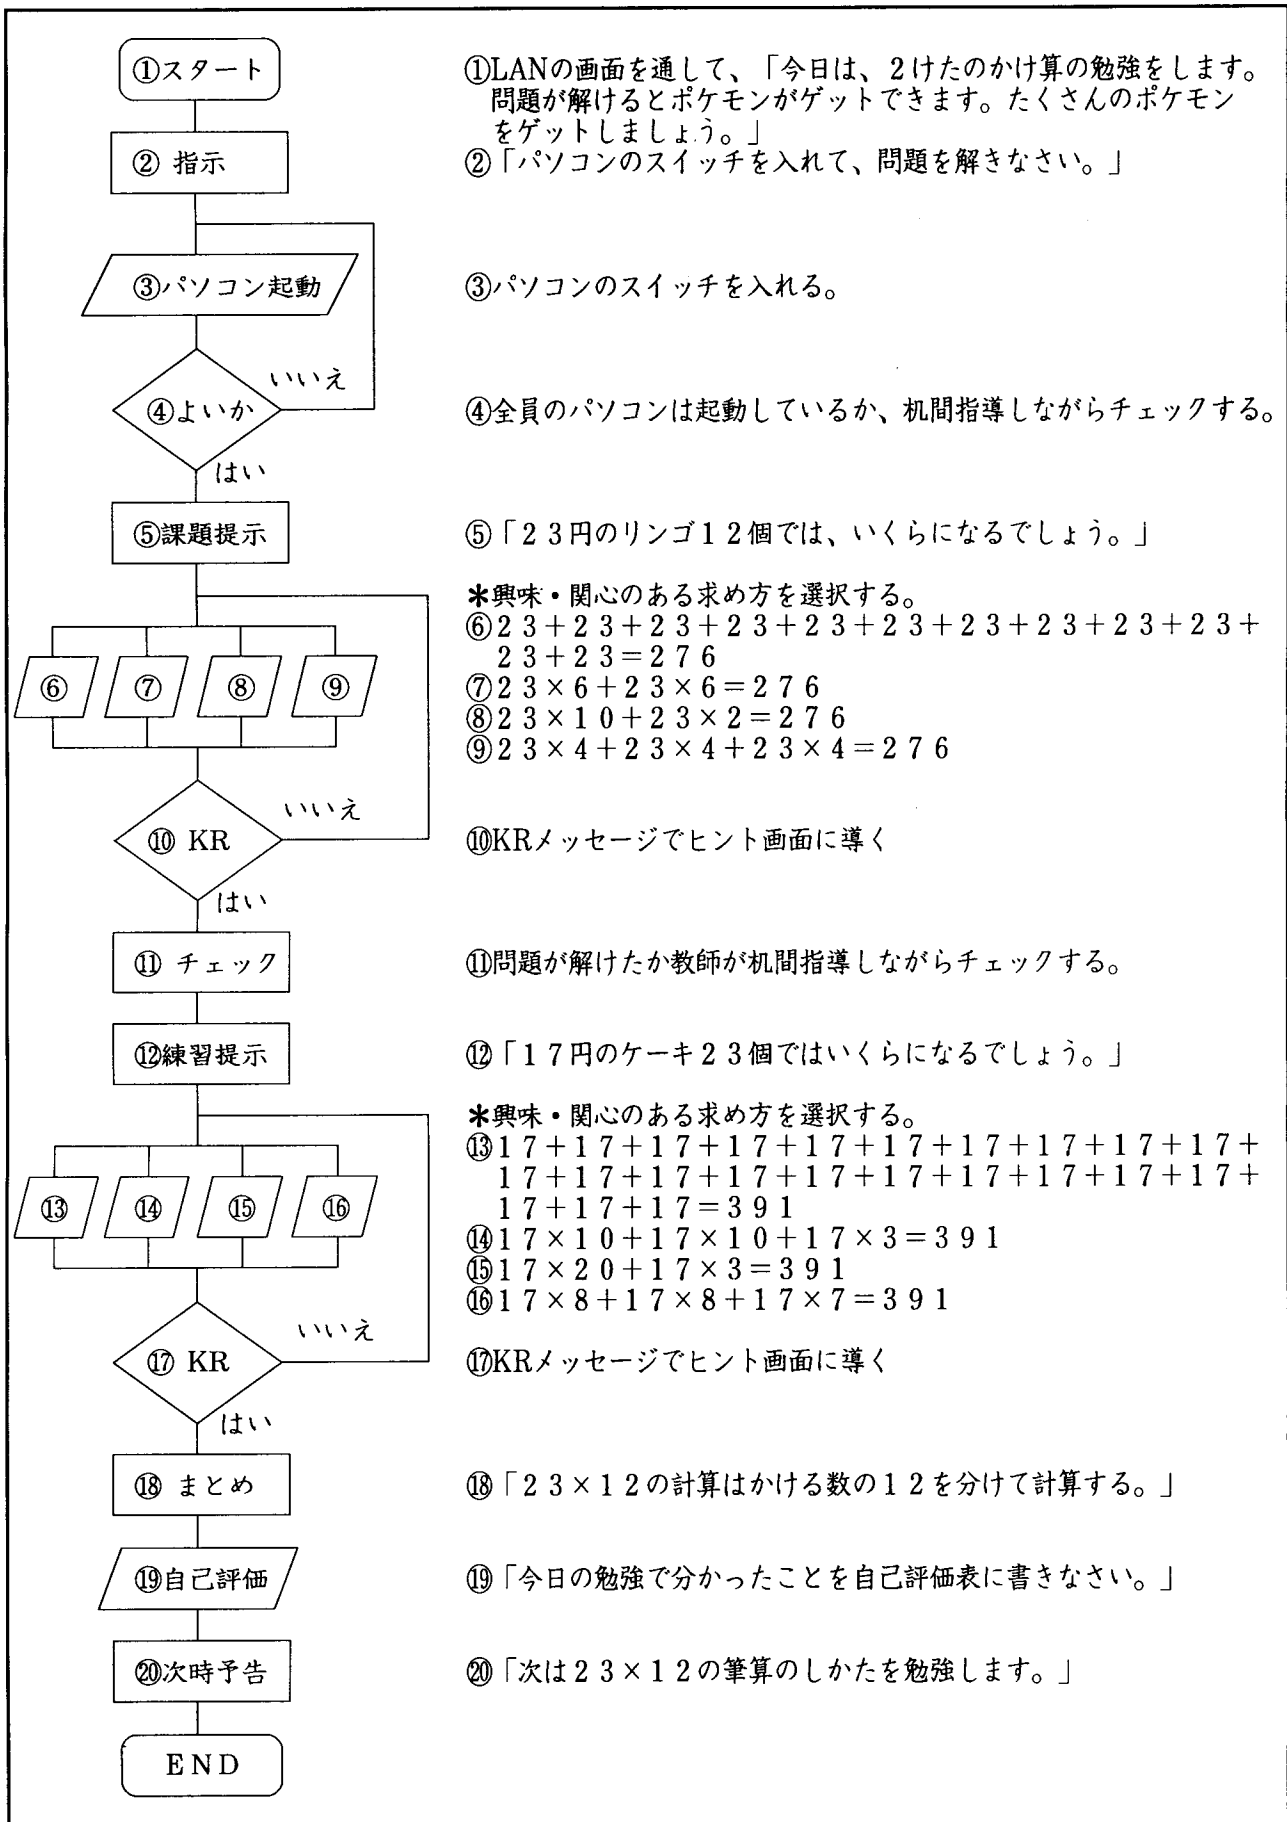 ①スタート
①LANの画面を通して、「今日は、2けたのかけ算の勉強をします。
問題が解けるとポケモンがゲットできます。たくさんのポケモン
をゲットしましょう。」
② 指示
②「パソコンのスイッチを入れて、問題を解きなさい。」
③パソコン起動
③パソコンのスイッチを入れる。
いいえ
④よいか
④全員のパソコンは起動しているか、机間指導しながらチェックする。
はい
⑤課題提示
⑤「23円のリンゴ12個では、いくらになるでしょう。」
*興味・関心のある求め方を選択する。
⑥23+23+23+23+23+23+23+23+23+23+
23+23=276
⑥ ⑦ ⑧ ⑨
⑦23×6+23×6=276
⑧23×10+23×2=276
⑨23×4+23×4+23×4=276
いいえ
⑩ KR
⑩KRメッセージでヒント画面に導く
はい
⑪ チェック
⑪問題が解けたか教師が机間指導しながらチェックする。
⑫練習提示
⑫「17円のケーキ23個ではいくらになるでしょう。」
*興味・関心のある求め方を選択する。
⑬17+17+17+17+17+17+17+17+17+17+
17+17+17+17+17+17+17+17+17+17+
17+17+17=391
⑬ ⑭ ⑮ ⑯
⑭17×10+17×10+17×3=391
⑮17×20+17×3=391
⑯17×8+17×8+17×7=391
いいえ
⑰ KR
⑰KRメッセージでヒント画面に導く
はい
⑱ まとめ
⑱「23×12の計算はかける数の12を分けて計算する。」
⑲自己評価
⑲「今日の勉強で分かったことを自己評価表に書きなさい。」
⑳次時予告
⑳「次は23×12の筆算のしかたを勉強します。」
END